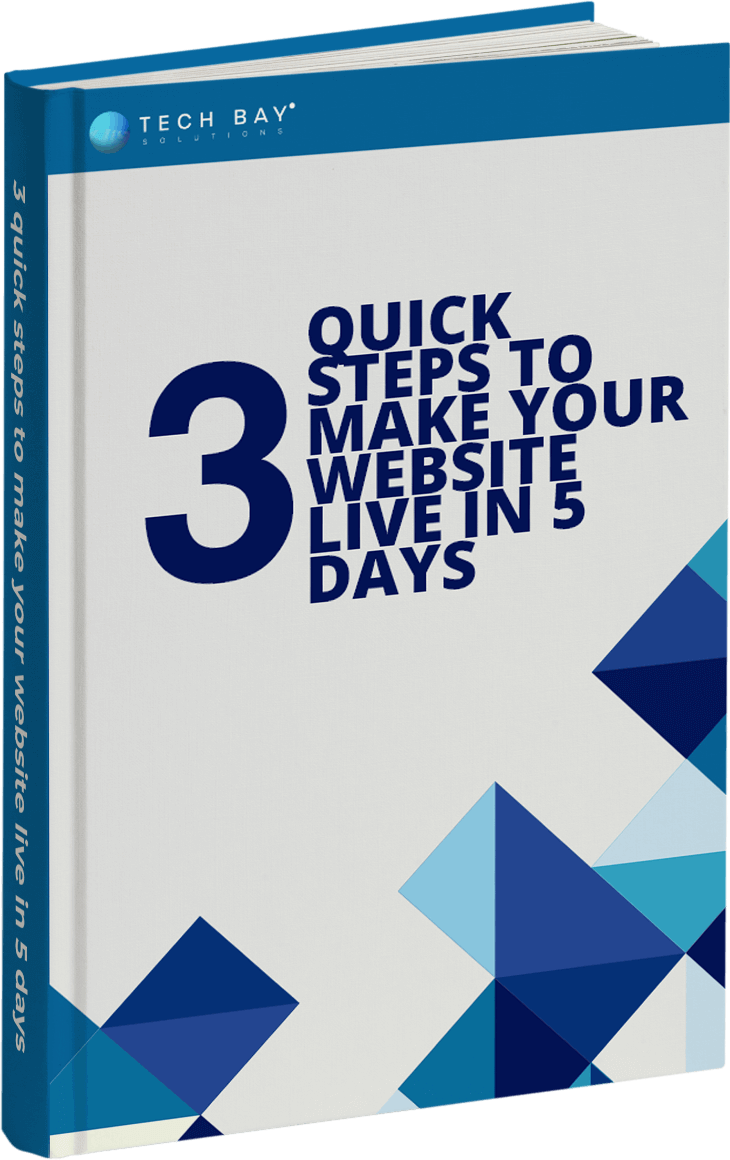 TECH BAY
SOLUTIONS
3
QUICK
STEPS TO
MAKE YOUR
WEBSITE
LIVE IN 5
DAYS
3 quick steps to make your website live in 5 days